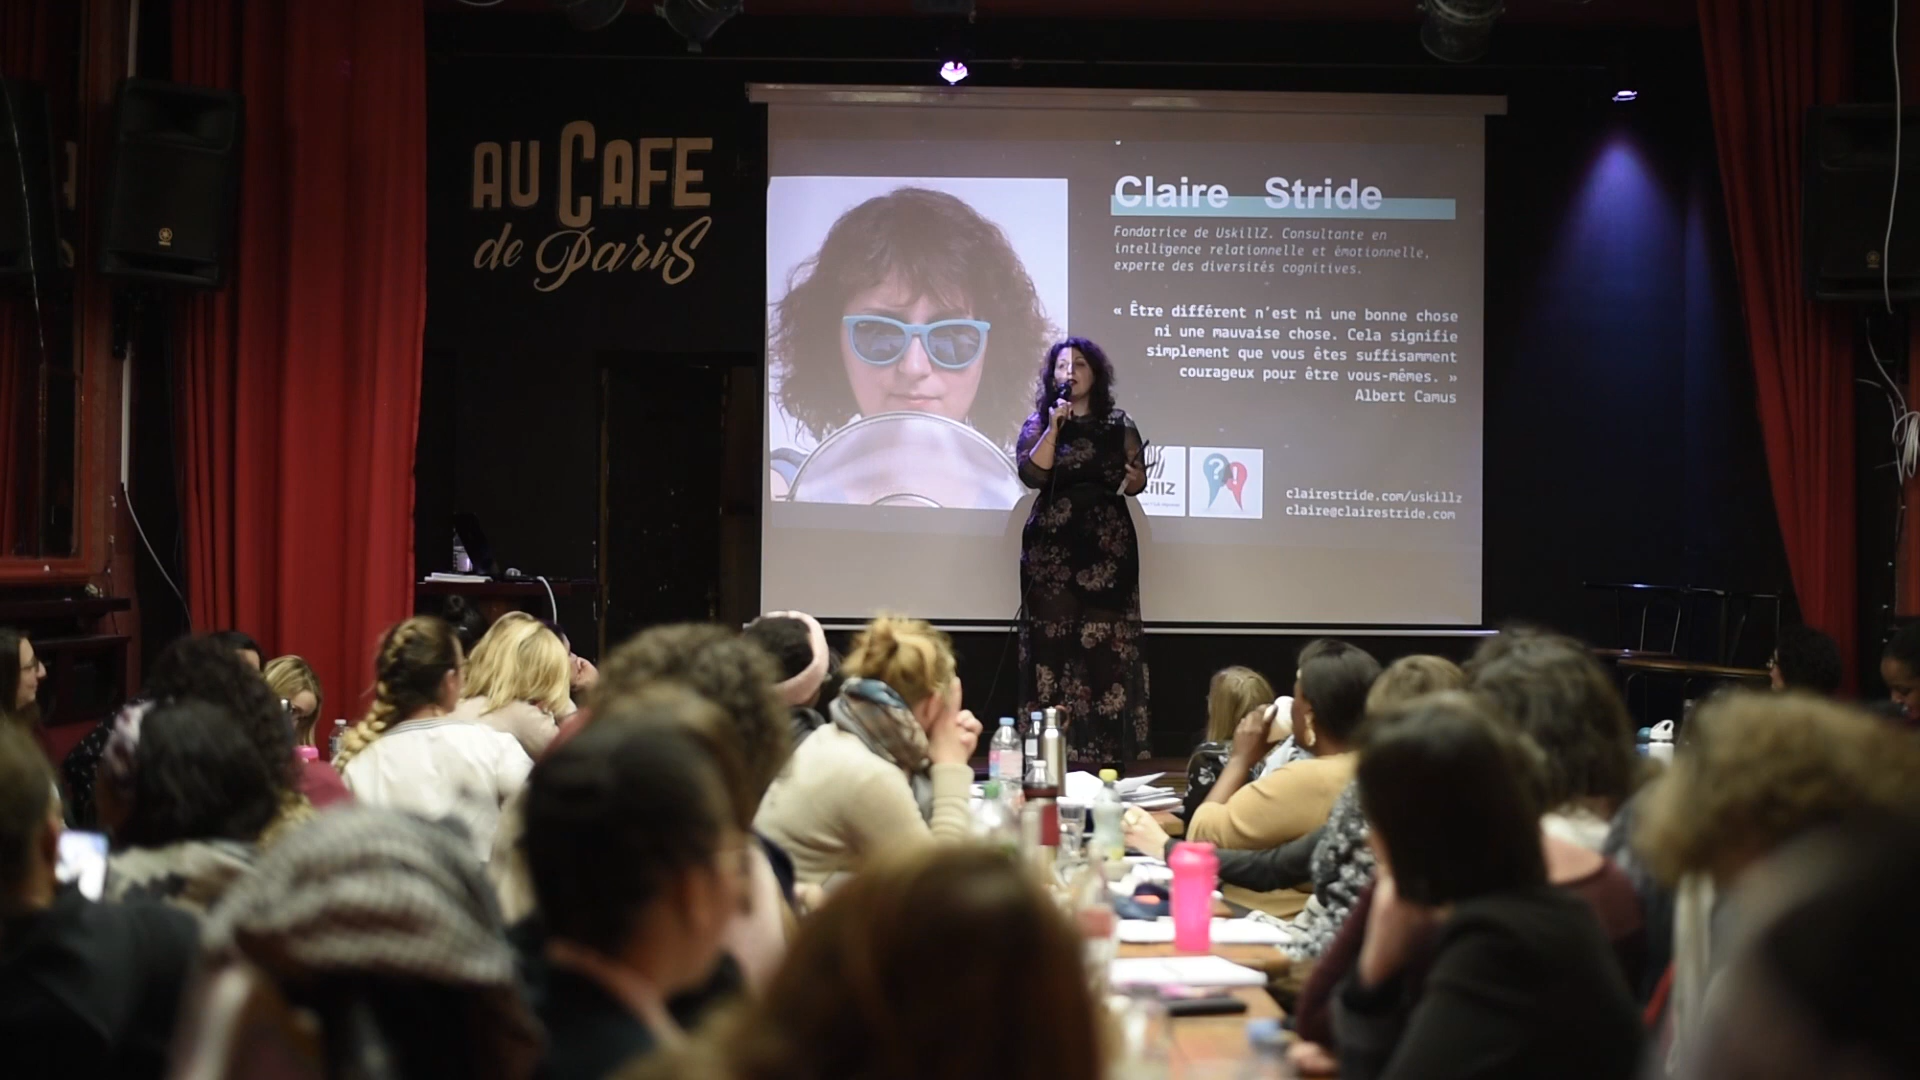 AU CAFE
de Paris
Claire Stride
Fondatrice de UskillZ. Consultante en
intelligence relationnelle et émotionnelle,
experte des diversités cognitives.
« Être différent n'est ni une bonne chose
ni une mauvaise chose. Cela signifie
simplement que vous êtes suffisamment
courageux pour être vous-mêmes. »
Albert Camus
killZ
? !
clairestride.com/uskillz
claire@clairestride.com